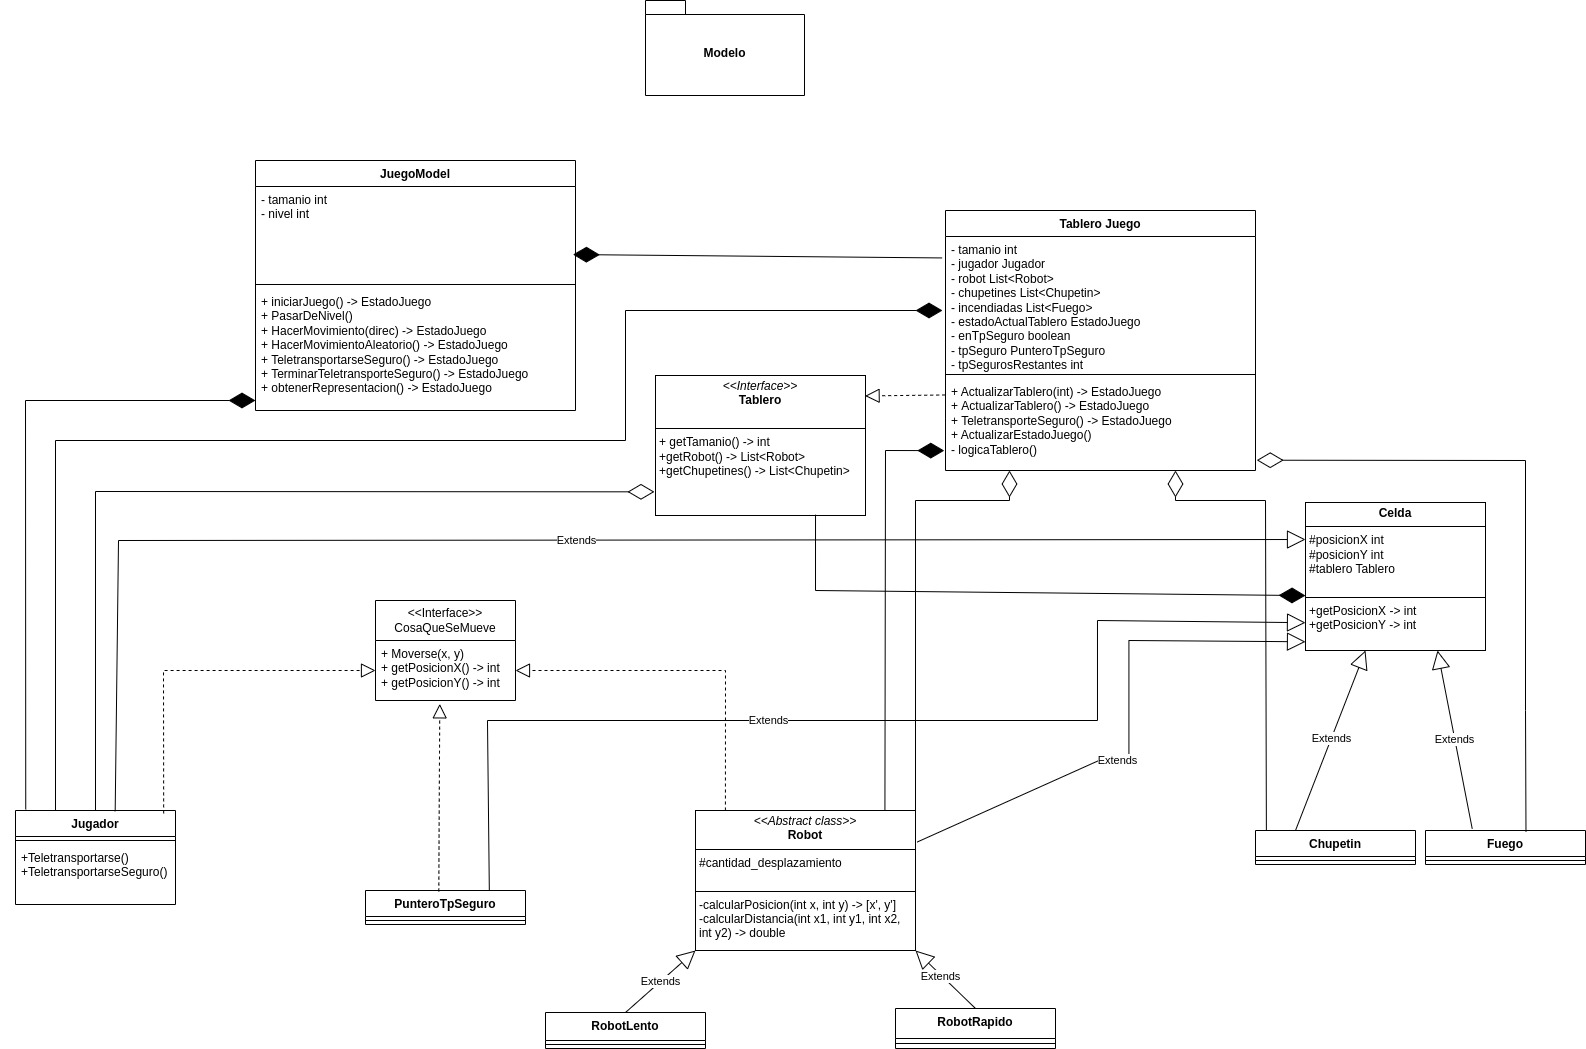 Modelo
JuegoModel
- tamanio int
- nivel int
+ iniciarJuego() -> EstadoJuego
+ PasarDeNivel()
+ HacerMovimiento(direc) -> EstadoJuego
+ HacerMovimientoAleatorio() -> EstadoJuego
+ TeletransportarseSeguro() -> EstadoJuego
+ TerminarTeletransporteSeguro() -> EstadoJuego
+ obtenerRepresentacion() -> EstadoJuego
Tablero Juego
- tamanio int
- jugador Jugador
- robot List<Robot>
- chupetines List<Chupetin>
- incendiadas List<Fuego>
- estadoActualTablero EstadoJuego
- enTpSeguro boolean
- tpSeguro PunteroTpSeguro
- tpSegurosRestantes int
+ ActualizarTablero(int) -> EstadoJuego
+ ActualizarTablero() -> EstadoJuego
+ TeletransporteSeguro() -> EstadoJuego
+ ActualizarEstadoJuego()
- logicaTablero()
<<Interface>>
Tablero
+ getTamanio() -> int
+getRobot() -> List<Robot>
+getChupetines() -> List<Chupetin>
Celda
#posicionX int
#posicionY int
#tablero Tablero
+getPosicionX -> int
+getPosicionY -> int
Extends
<<Interface>>
CosaQueSeMueve
+ Moverse(x, y)
+ getPosicionX() -> int
+ getPosicionY() -> int
Extends
Extends
Extends
Extends
Jugador
+Teletransportarse()
+TeletransportarseSeguro()
PunteroTpSeguro
<<Abstract class>>
Robot
#cantidad_desplazamiento
-calcularPosicion(int x, int y) -> [x', y']
-calcularDistancia(int x1, int y1, int x2,
int y2) -> double
Chupetin
Fuego
Extends
Extends
RobotLento
RobotRapido